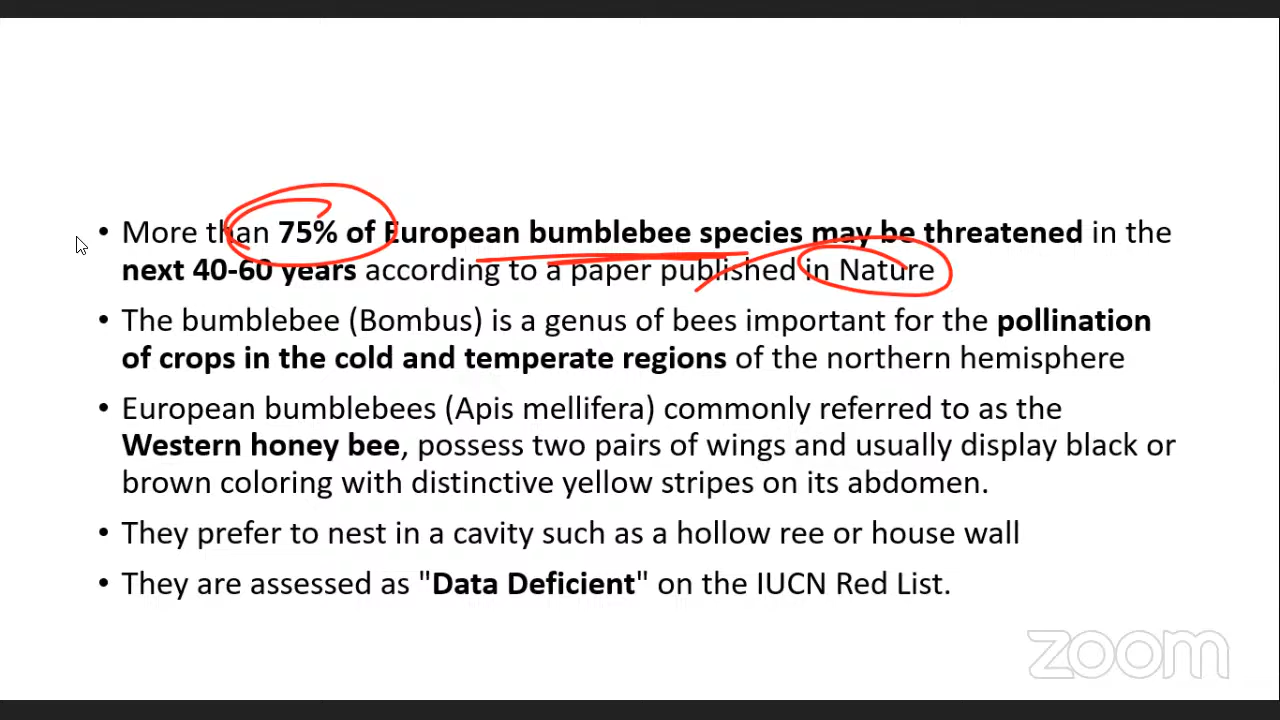 • More than 75% of European bumblebee species may be threatened in the
next 40-60 years according to a paper published in Nature
• The bumblebee (Bombus) is a genus of bees important for the pollination
of crops in the cold and temperate regions of the northern hemisphere
• European bumblebees (Apis mellifera) commonly referred to as the
Western honey bee, possess two pairs of wings and usually display black or
brown coloring with distinctive yellow stripes on its abdomen.
• They prefer to nest in a cavity such as a hollow ree or house wall
• They are assessed as "Data Deficient" on the IUCN Red List.
zoom